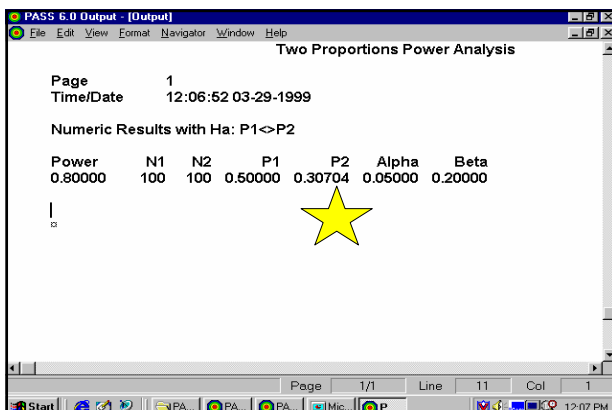 PASS 6.0 Output - [Output]
File Edit View Format Navigator Window Help
Two Proportions Power Analysis
Page 1
Time/Date 12:06:52 03-29-1999
Numeric Results with Ha: P1<>P2
Power N1 N2 P1 P2 Alpha Beta
0.80000 100 100 0.50000 0.30704 0.05000 0.20000
Page 1/1 Line 11 Col 1
Start PA... PA... PA... Mic... P 12:07 PM